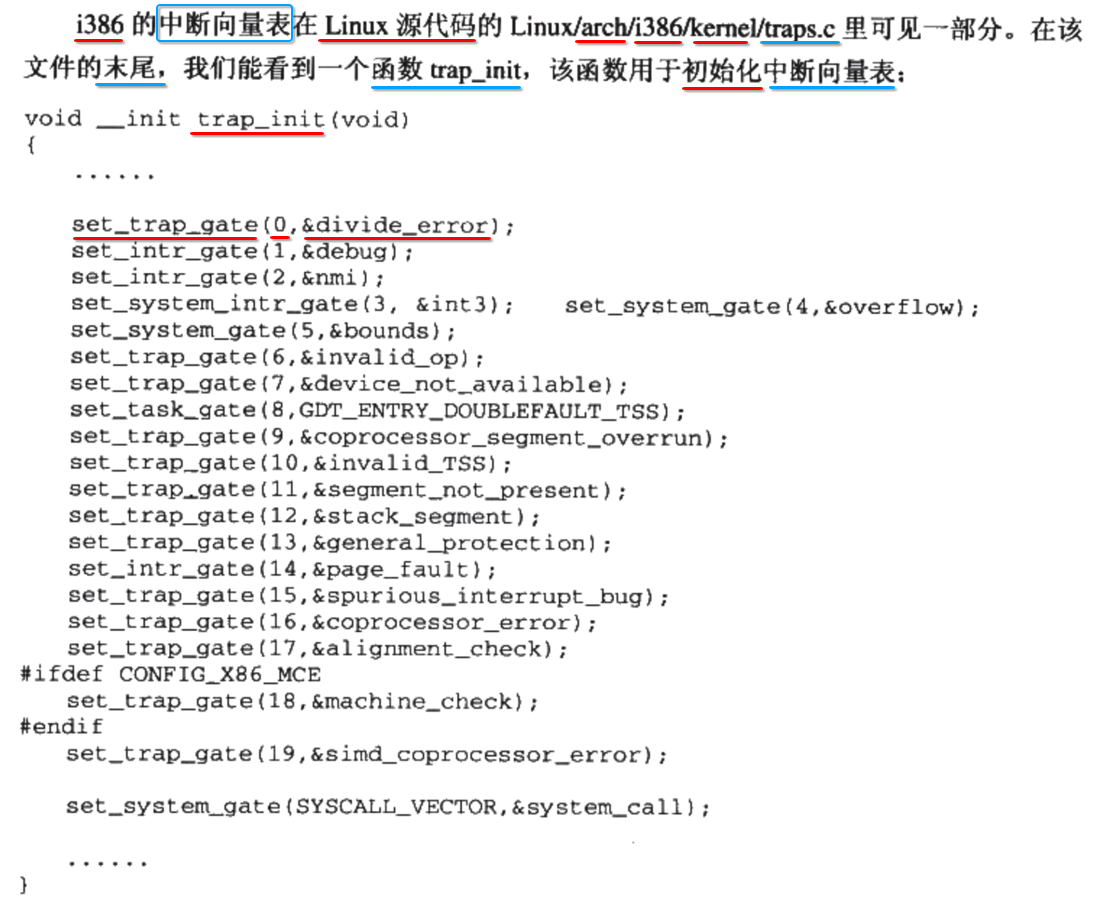 i386 的中断向量表在 Linux 源代码的 Linux/arch/i386/kernel/traps.c 里可见一部分。在该
文件的末尾，我们能看到一个函数 trap_init，该函数用于初始化中断向量表：
void __init trap_init(void)
{
......
set_trap_gate(0,&divide_error);
set_intr_gate(1,&debug);
set_intr_gate(2,&nmi);
set_system_intr_gate(3, &int3); set_system_gate(4,&overflow);
set_system_gate(5,&bounds);
set_trap_gate(6,&invalid_op);
set_trap_gate(7,&device_not_available);
set_task_gate(8,GDT_ENTRY_DOUBLEFAULT_TSS);
set_trap_gate(9,&coprocessor_segment_overrun);
set_trap_gate(10,&invalid_TSS);
set_trap_gate(11,&segment_not_present);
set_trap_gate(12,&stack_segment);
set_trap_gate(13,&general_protection);
set_intr_gate(14,&page_fault);
set_trap_gate(15,&spurious_interrupt_bug);
set_trap_gate(16,&coprocessor_error);
set_trap_gate(17,&alignment_check);
#ifdef CONFIG_X86_MCE
set_trap_gate(18,&machine_check);
#endif
set_trap_gate(19,&simd_coprocessor_error);
set_system_gate(SYSCALL_VECTOR,&system_call);
......
}